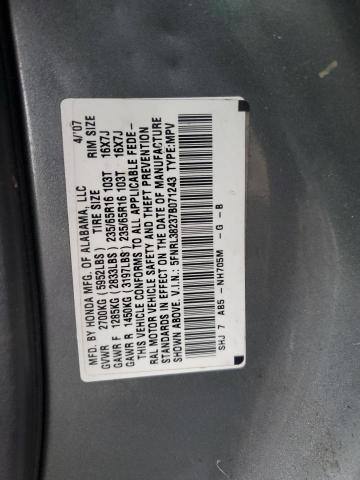 MFD. BY HONDA MFG. OF ALABAMA, LLC 4/'07
TIRE SIZE RIM SIZE
GVWR 2700KG (5952LBS)
GAWR F 1285KG (2833LBS) 235/65R16 103T 16X7J
GAWR R 1450KG (3197LBS) 235/65R16 103T 16X7J
THIS VEHICLE CONFORMS TO ALL APPLICABLE FEDE-
RAL MOTOR VEHICLE SAFETY AND THEFT PREVENTION
STANDARDS IN EFFECT ON THE DATE OF MANUFACTURE
SHOWN ABOVE. V.I.N.: 5FNRL38237B071243 TYPE: MPV
SHJ 7 AB5 - NH705M - G - B